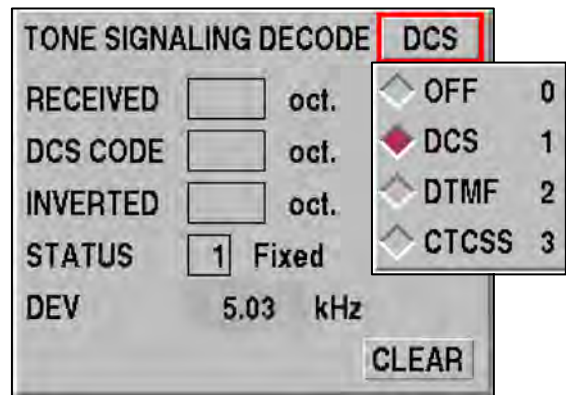 TONE SIGNALING DECODE DCS
RECEIVED oct.
DCS CODE oct.
INVERTED oct.
STATUS 1 Fixed
DEV 5.03 kHz
CLEAR
OFF 0
DCS 1
DTMF 2
CTCSS 3